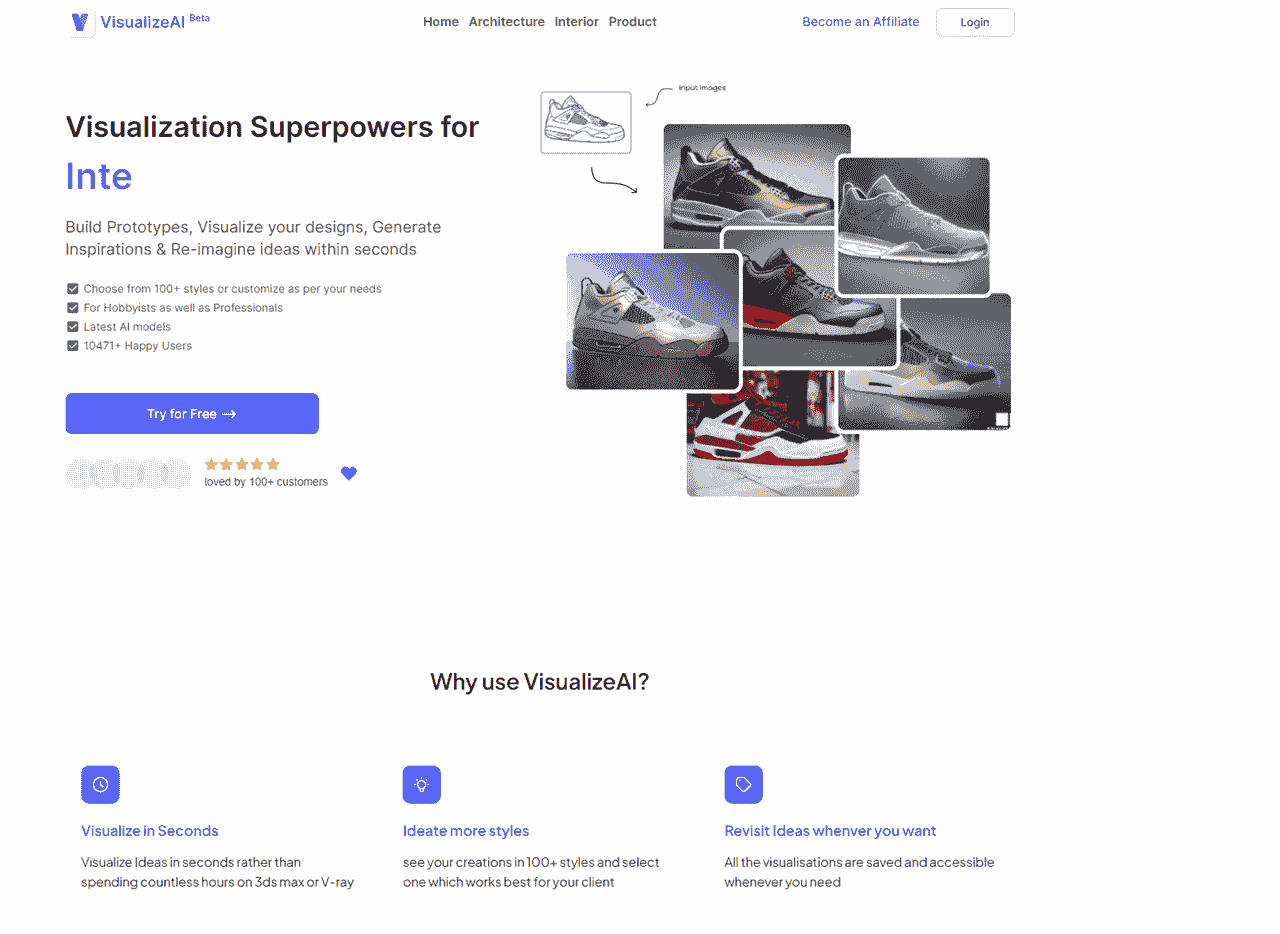 VisualizeAI Beta
Home Architecture Interior Product
Become an Affiliate
Login
Input Images
Visualization Superpowers for
Inte
Build Prototypes, Visualize your designs, Generate
Inspirations & Re-imagine ideas within seconds
Choose from 100+ styles or customize as per your needs
For Hobbyists as well as Professionals
Latest AI models
10471+ Happy Users
Try for Free →
loved by 100+ customers
Why use VisualizeAI?
Visualize in Seconds
Visualize Ideas in seconds rather than
spending countless hours on 3ds max or V-ray
Ideate more styles
see your creations in 100+ styles and select
one which works best for your client
Revisit Ideas whenver you want
All the visualisations are saved and accessible
whenever you need